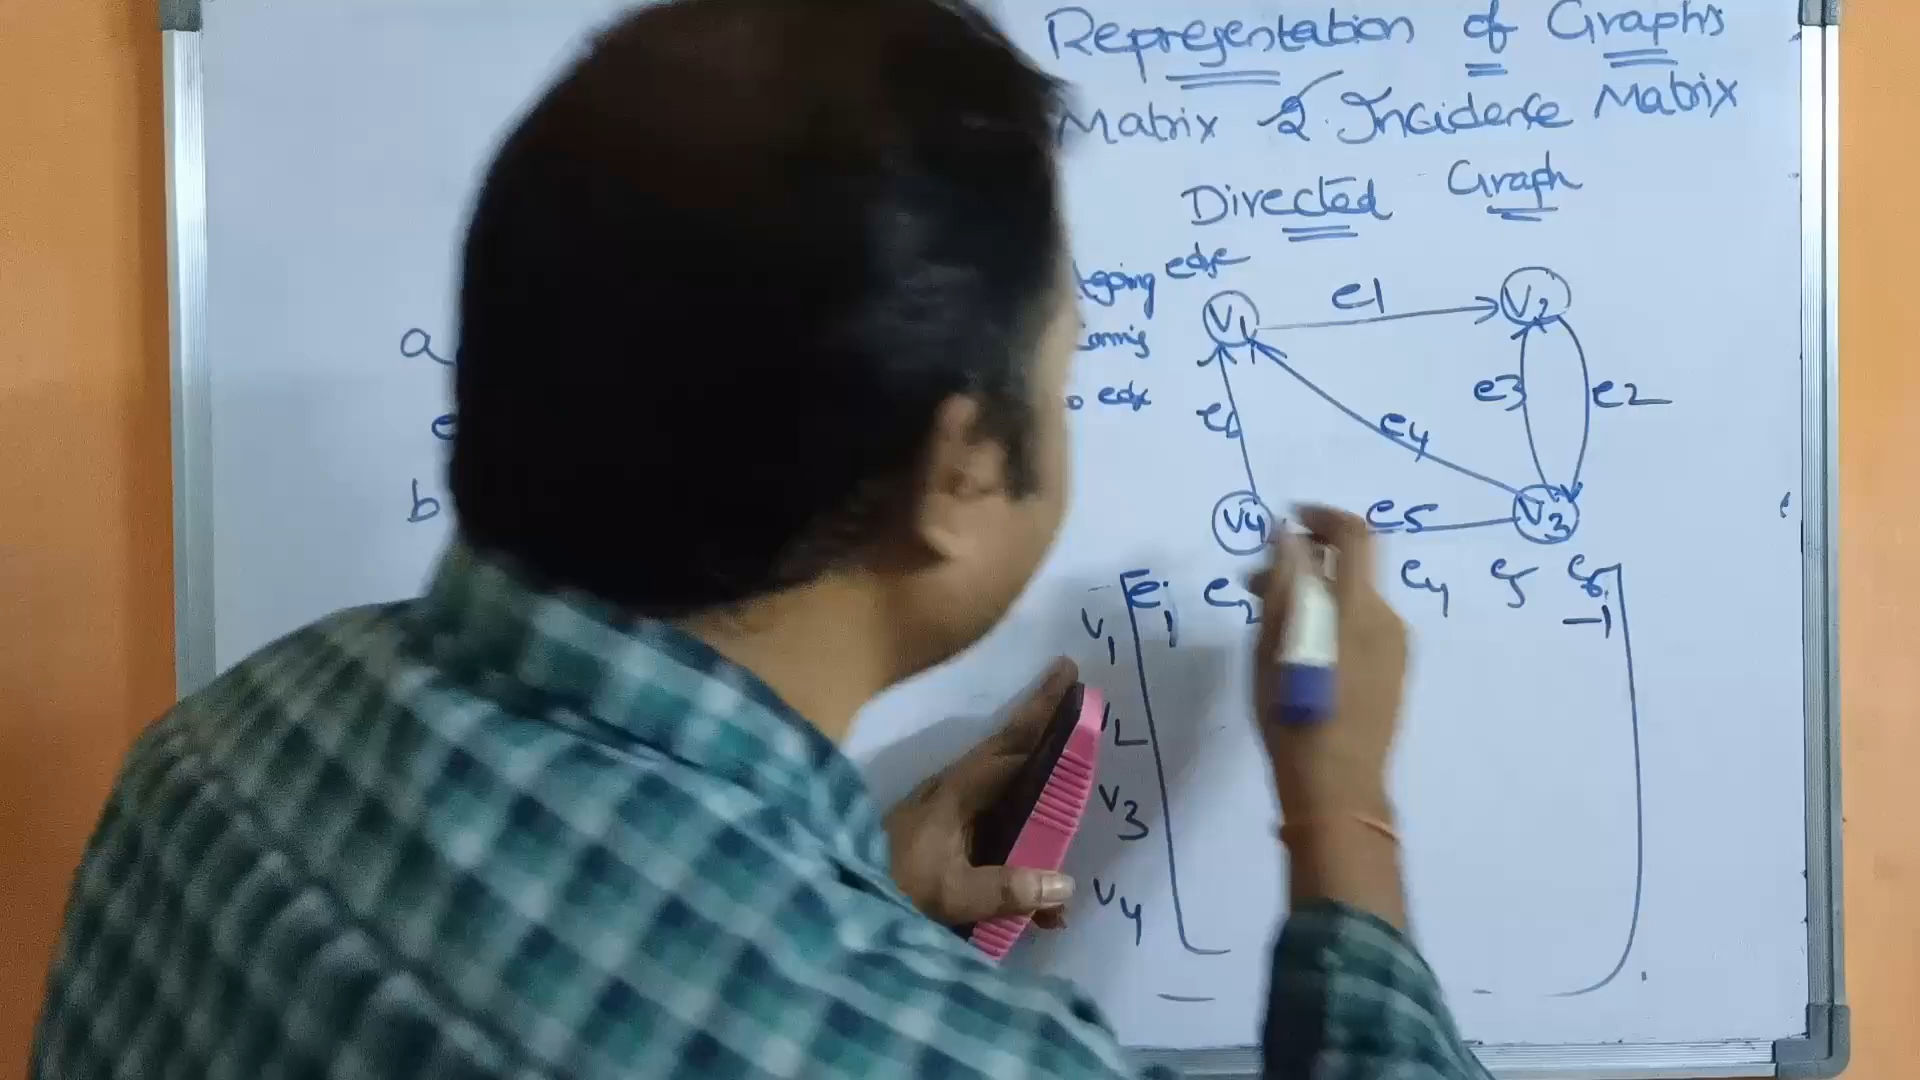 Representation of Graphs
Matrix 2. Incidence Matrix
Directed Graph
edge
a
e
b
V1 e1 V2
e3 e2
e4
V4 e5 V3
e1 e2 e4 e5 e6
V1 1 -1
V3
V4